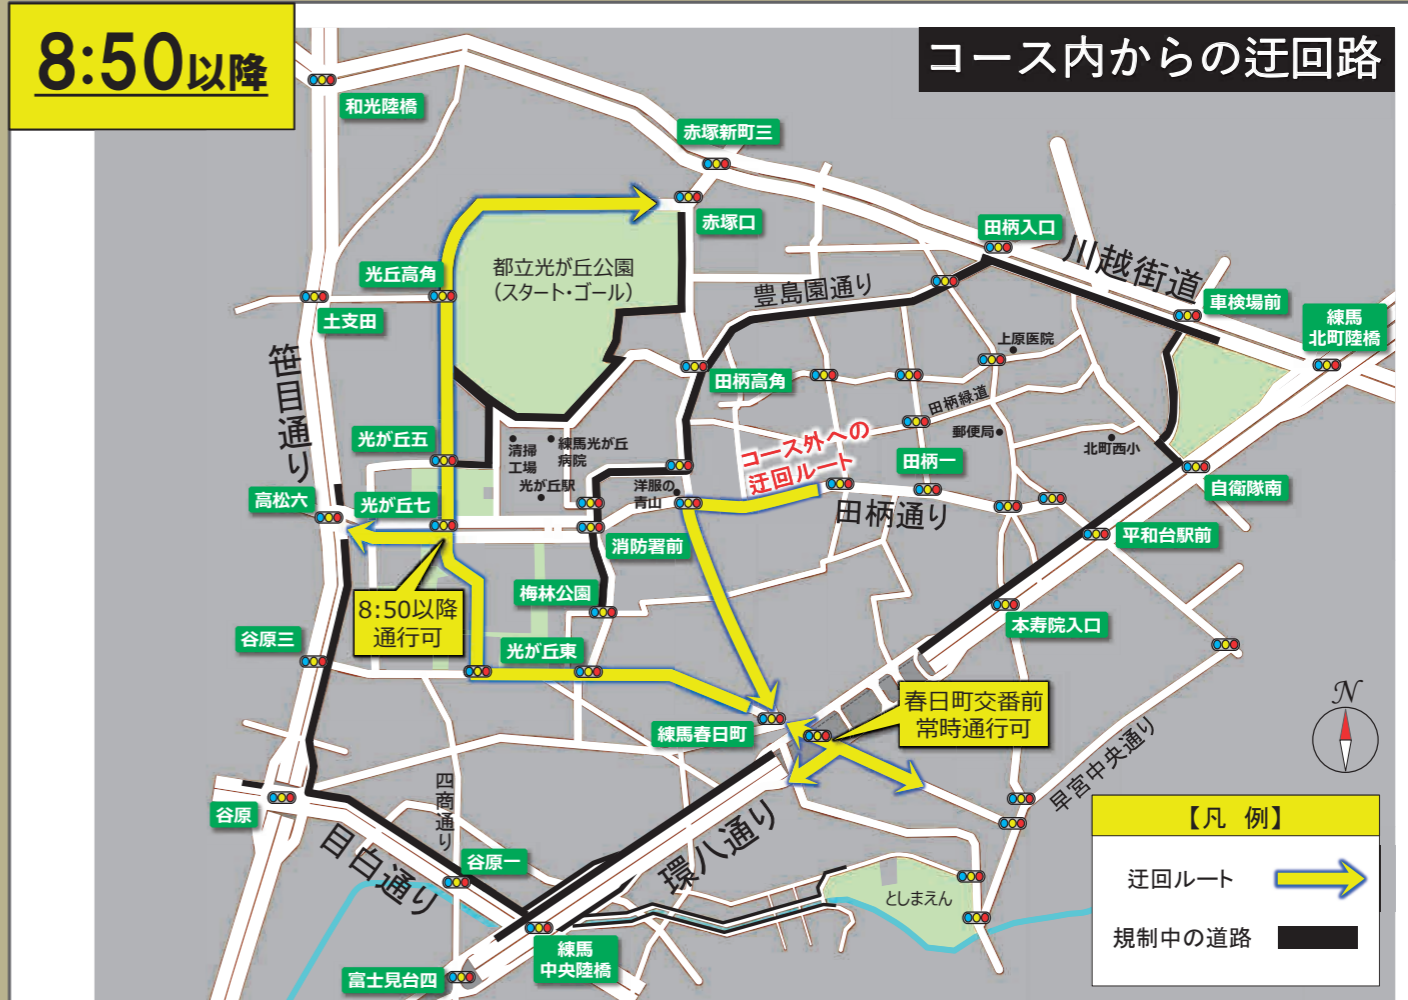 8:50以降
コース内からの迂回路
和光陸橋
赤塚新町三
赤塚口
田柄入口
川越街道
光丘高角
都立光が丘公園
(スタート・ゴール)
豊島園通り
車検場前
練馬
北町陸橋
土支田
笹目通り
上原医院
田柄高角
田柄緑道
光が丘五
清掃
工場
練馬光が丘
病院
光が丘駅
コース外への
迂回ルート
洋服の
青山
郵便局
北町西小
田柄一
高松六
光が丘七
自衛隊南
田柄通り
消防署前
平和台駅前
8:50以降
通行可
梅林公園
本寿院入口
谷原三
光が丘東
春日町交番前
常時通行可
N
練馬春日町
早宮中央通り
谷原
四商通り
目白通り
谷原一
環八通り
としまえん
練馬
中央陸橋
富士見台四
【凡 例】
迂回ルート
規制中の道路